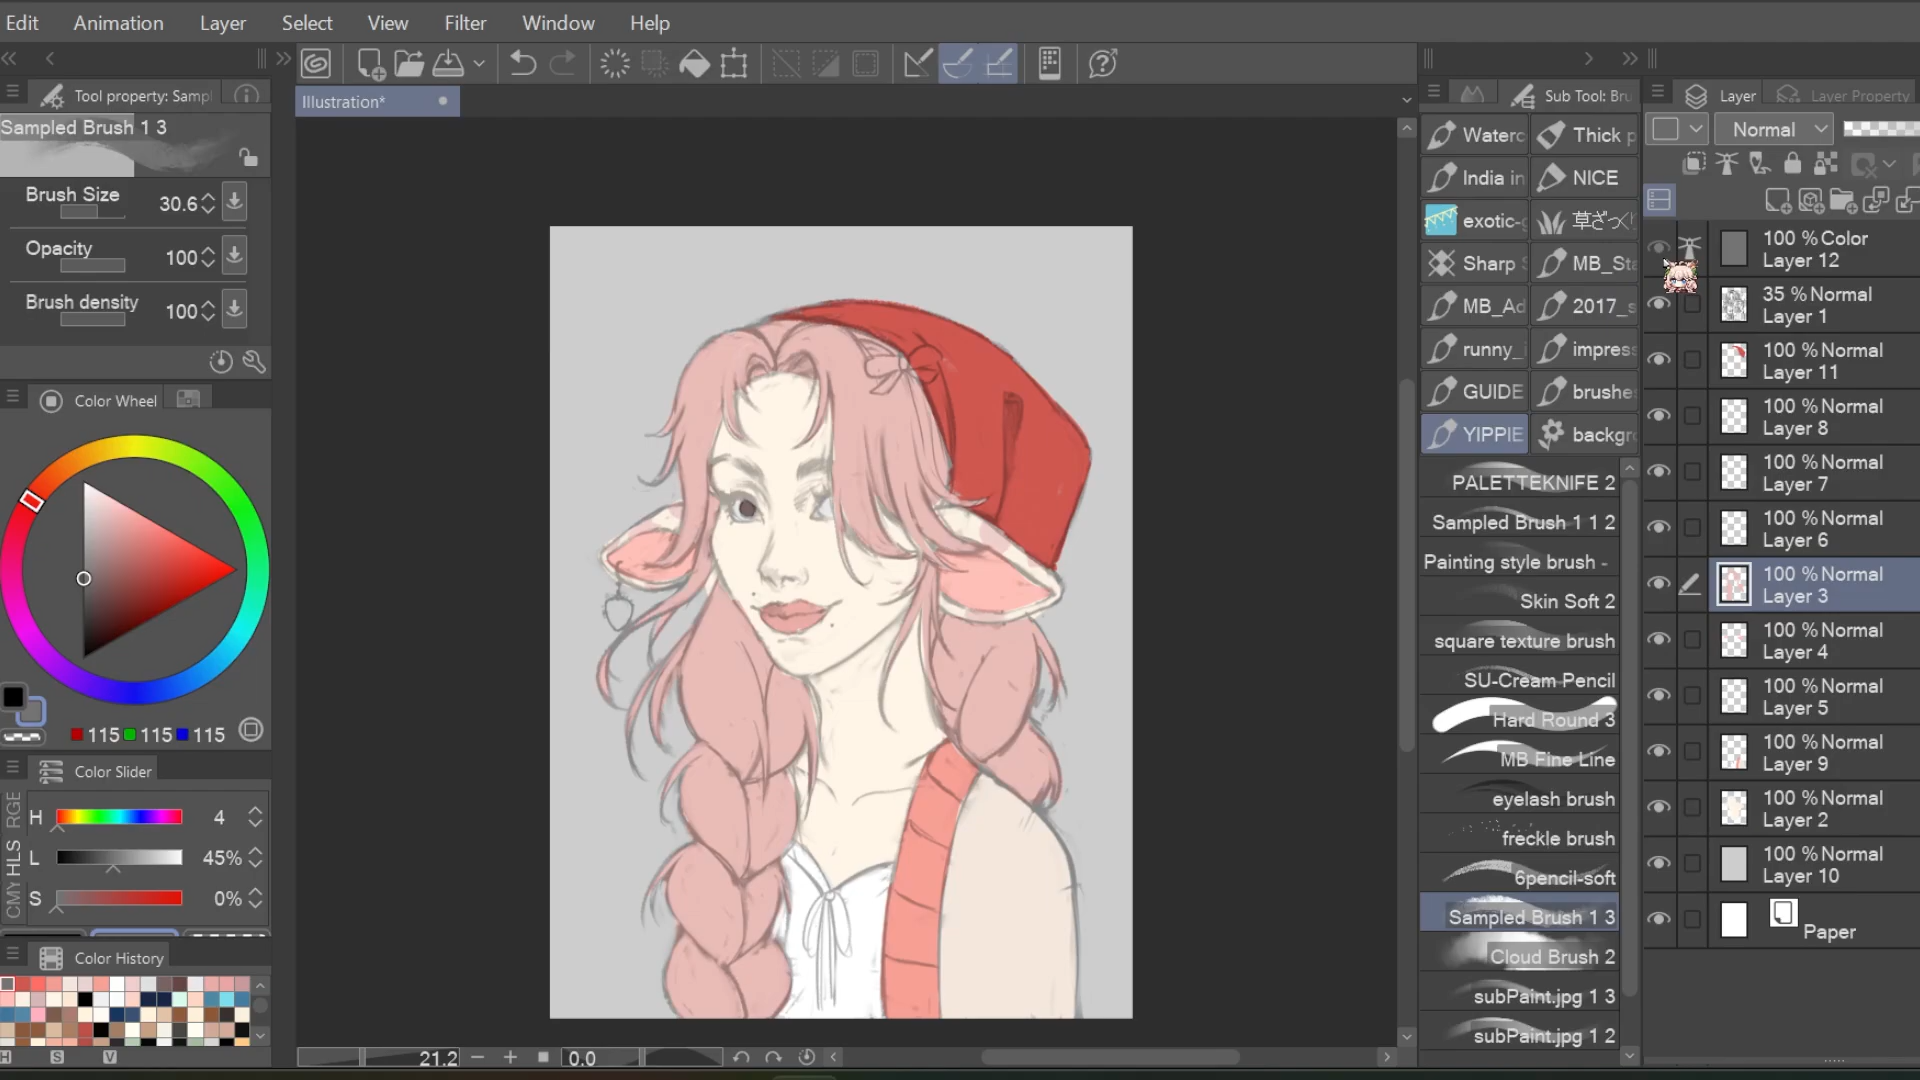 Edit Animation Layer Select View Filter Window Help
Tool property: Sampl
Sampled Brush 1 3
Brush Size 30.6
Opacity 100
Brush density 100
Color Wheel
115 115 115
Color Slider
RGB
HLS
CMY
H 4
L 45%
S 0%
Color History
H S V
Illustration*
21.2
0.0
Sub Tool: Bru
Waterc
Thick p
India in
NICE
exotic-
草ざっく
Sharp S
MB_Sta
MB_Ad
2017_s
runny_
impres
GUIDE
brushe
YIPPIE
backgr
PALETTEKNIFE 2
Sampled Brush 1 1 2
Painting style brush -
Skin Soft 2
square texture brush
SU-Cream Pencil
Hard Round 3
MB Fine Line
eyelash brush
freckle brush
6pencil-soft
Sampled Brush 1 3
Cloud Brush 2
subPaint.jpg 1 3
subPaint.jpg 1 2
Layer
Layer Property
Normal
100 % Color
Layer 12
35 % Normal
Layer 1
100 % Normal
Layer 11
100 % Normal
Layer 8
100 % Normal
Layer 7
100 % Normal
Layer 6
100 % Normal
Layer 3
100 % Normal
Layer 4
100 % Normal
Layer 5
100 % Normal
Layer 9
100 % Normal
Layer 2
100 % Normal
Layer 10
Paper